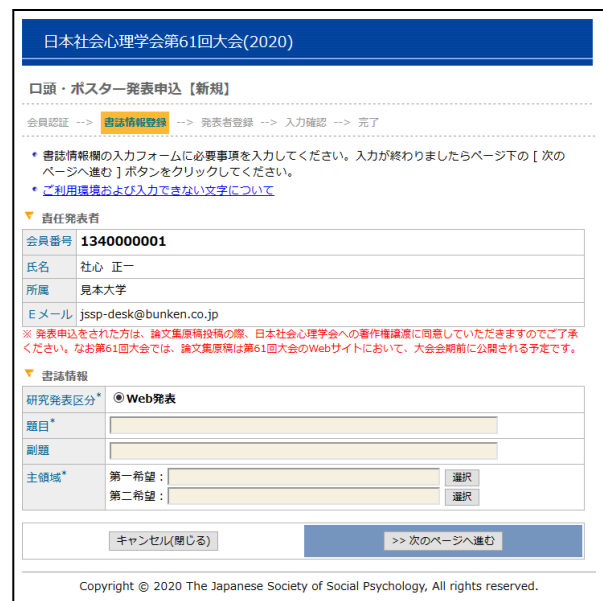 日本社会心理学会第61回大会(2020)
口頭・ポスター発表申込【新規】
会員認証 --> 書誌情報登録 --> 発表者登録 --> 入力確認 --> 完了
書誌情報欄の入力フォームに必要事項を入力してください。入力が終わりましたらページ下の [ 次の
ページへ進む ] ボタンをクリックしてください。
ご利用環境および入力できない文字について
責任発表者
会員番号 1340000001
氏名 社心 正一
所属 見本大学
Eメール jssp-desk@bunken.co.jp
※ 発表申込をされた方は、論文集原稿投稿の際、日本社会心理学会への著作権譲渡に同意していただきますのでご了承
ください。なお第61回大会では、論文集原稿は第61回大会のWebサイトにおいて、大会会期前に公開される予定です。
書誌情報
研究発表区分* Web発表
題目*
副題
主領域* 第一希望: 選択
第二希望: 選択
キャンセル(閉じる) >> 次のページへ進む
Copyright © 2020 The Japanese Society of Social Psychology, All rights reserved.